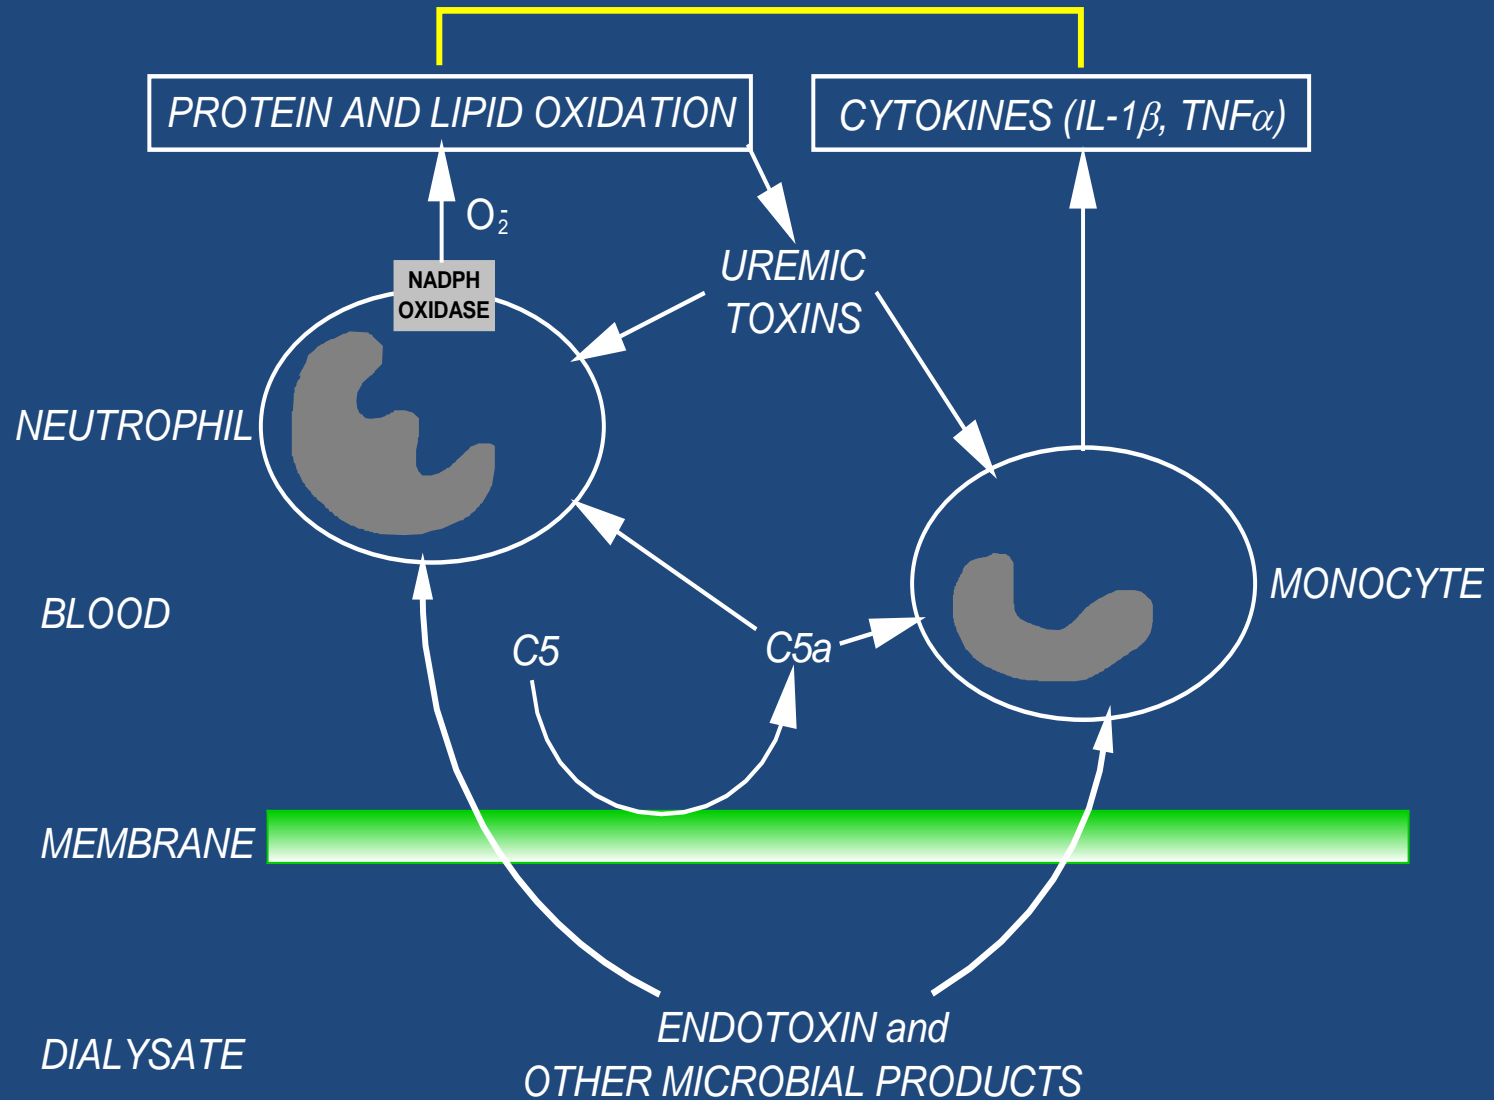 PROTEIN AND LIPID OXIDATION
CYTOKINES (IL-1β, TNFα)
O₂⁻
NADPH
OXIDASE
UREMIC
TOXINS
NEUTROPHIL
MONOCYTE
BLOOD
C5
C5a
MEMBRANE
ENDOTOXIN and
OTHER MICROBIAL PRODUCTS
DIALYSATE